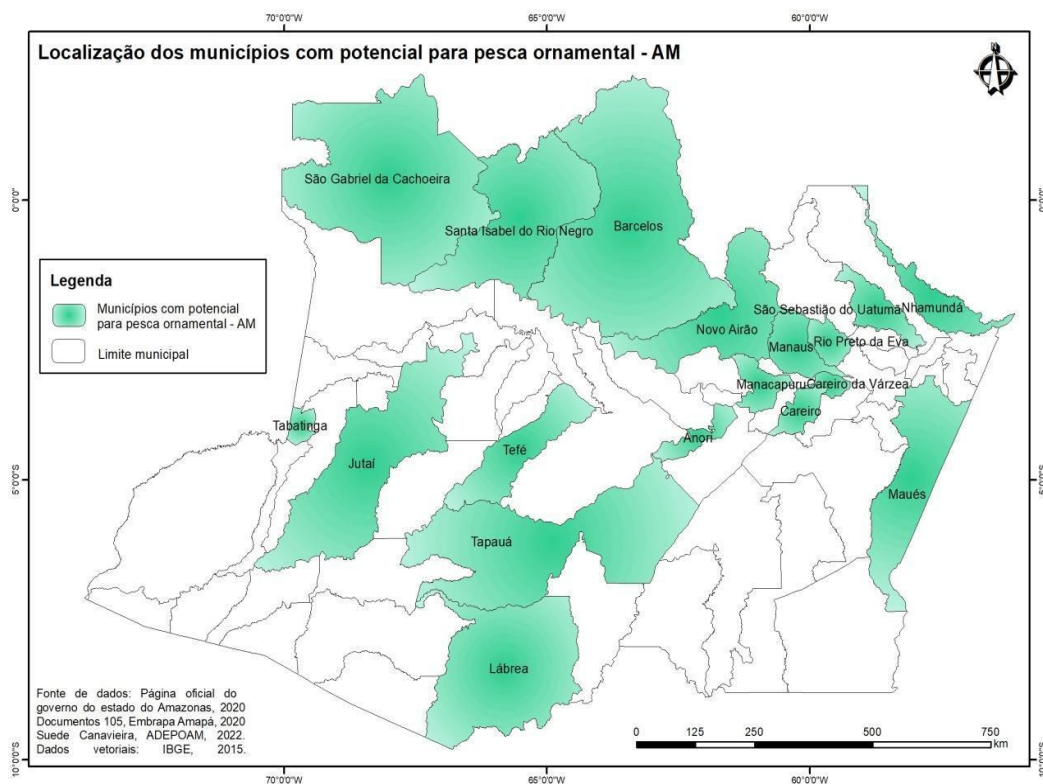 70°0'0"W 65°0'0"W 60°0'0"W
Localização dos municípios com potencial para pesca ornamental - AM
São Gabriel da Cachoeira
Santa Isabel do Rio Negro
Barcelos
0°0'0"
0°0'0"
Legenda
Municípios com potencial
para pesca ornamental - AM
Limite municipal
São Sebastião do Uatumã
Nhamundá
Novo Airão
Manaus
Rio Preto da Eva
Manacapuru
Careiro da Várzea
Careiro
Tabatinga
Jutaí
Tefé
Anori
Maués
5°0'0"S
5°0'0"S
Tapauá
Lábrea
Fonte de dados: Página oficial do
governo do estado do Amazonas, 2020
Documentos 105, Embrapa Amapá, 2020
Suede Canavieira, ADEPOAM, 2022.
Dados vetoriais: IBGE, 2015.
0 125 250 500 750
km
10°0'0"S
10°0'0"S
70°0'0"W 65°0'0"W 60°0'0"W